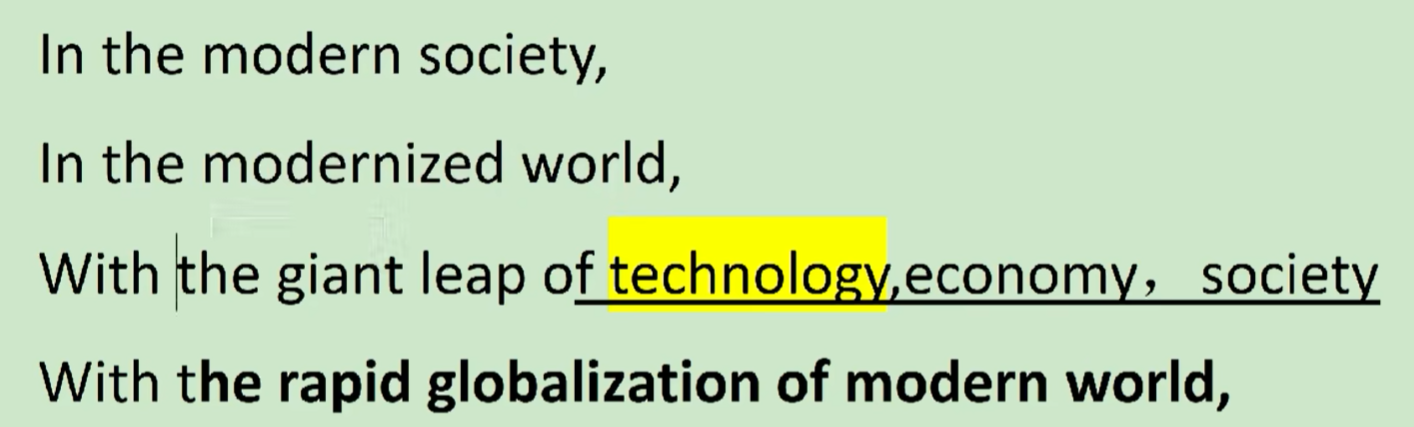 In the modern society,
In the modernized world,
With the giant leap of technology,economy， society
With the rapid globalization of modern world,